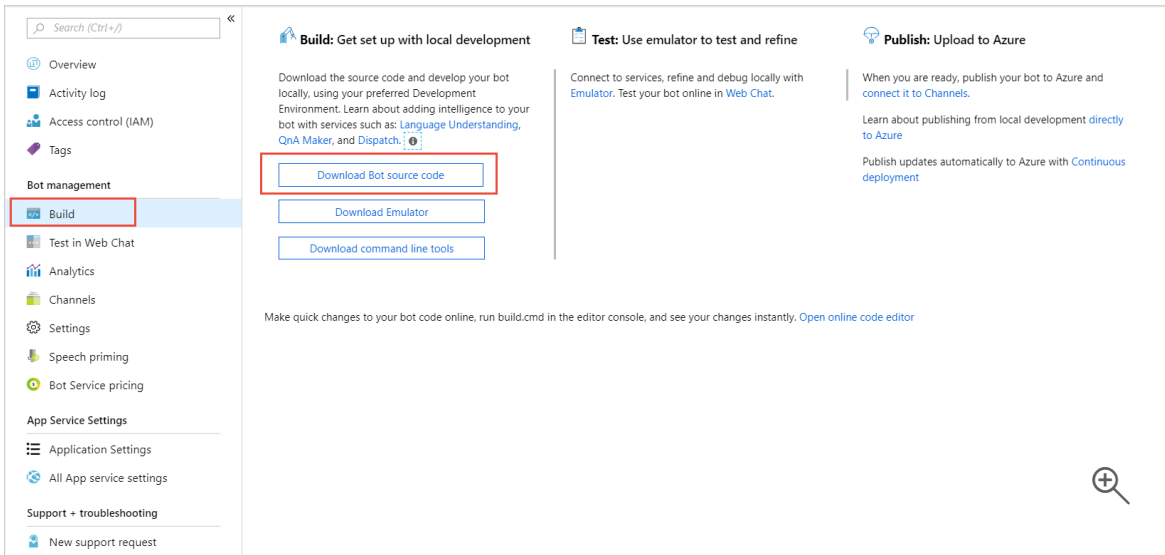 Search (Ctrl+/)
«
Overview
Activity log
Access control (IAM)
Tags
Bot management
Build
Test in Web Chat
Analytics
Channels
Settings
Speech priming
Bot Service pricing
App Service Settings
Application Settings
All App service settings
Support + troubleshooting
New support request
Build: Get set up with local development
Download the source code and develop your bot
locally, using your preferred Development
Environment. Learn about adding intelligence to your
bot with services such as: Language Understanding,
QnA Maker, and Dispatch.
Download Bot source code
Download Emulator
Download command line tools
Test: Use emulator to test and refine
Connect to services, refine and debug locally with
Emulator. Test your bot online in Web Chat.
Publish: Upload to Azure
When you are ready, publish your bot to Azure and
connect it to Channels.
Learn about publishing from local development directly
to Azure
Publish updates automatically to Azure with Continuous
deployment
Make quick changes to your bot code online, run build.cmd in the editor console, and see your changes instantly. Open online code editor